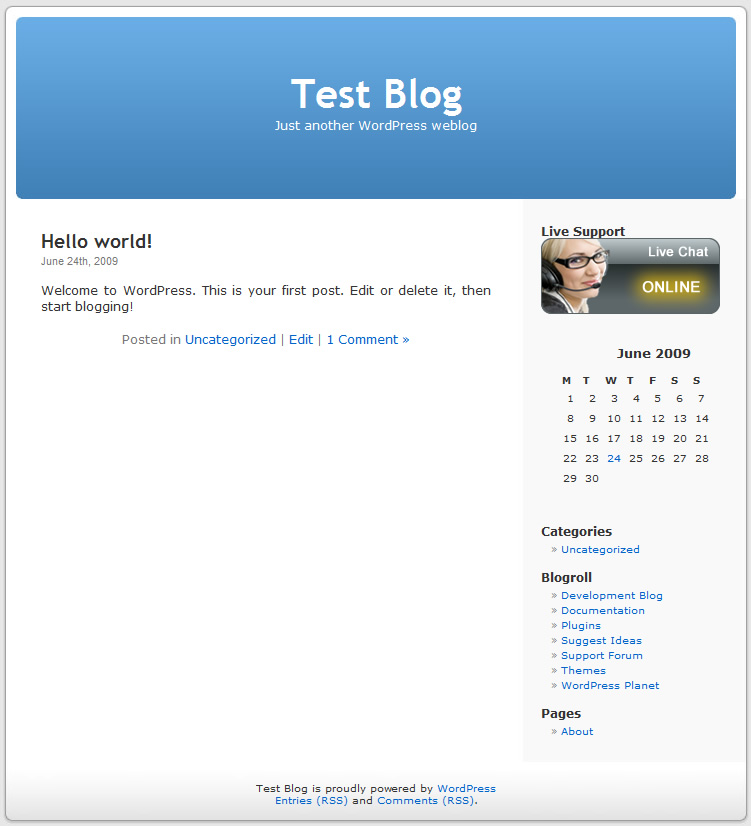 Test Blog
Just another WordPress weblog
Hello world!
June 24th, 2009
Welcome to WordPress. This is your first post. Edit or delete it, then
start blogging!
Posted in Uncategorized | Edit | 1 Comment »
Live Support
Live Chat
ONLINE
June 2009
M T W T F S S
1 2 3 4 5 6 7
8 9 10 11 12 13 14
15 16 17 18 19 20 21
22 23 24 25 26 27 28
29 30
Categories
» Uncategorized
Blogroll
» Development Blog
» Documentation
» Plugins
» Suggest Ideas
» Support Forum
» Themes
» WordPress Planet
Pages
» About
Test Blog is proudly powered by WordPress
Entries (RSS) and Comments (RSS).